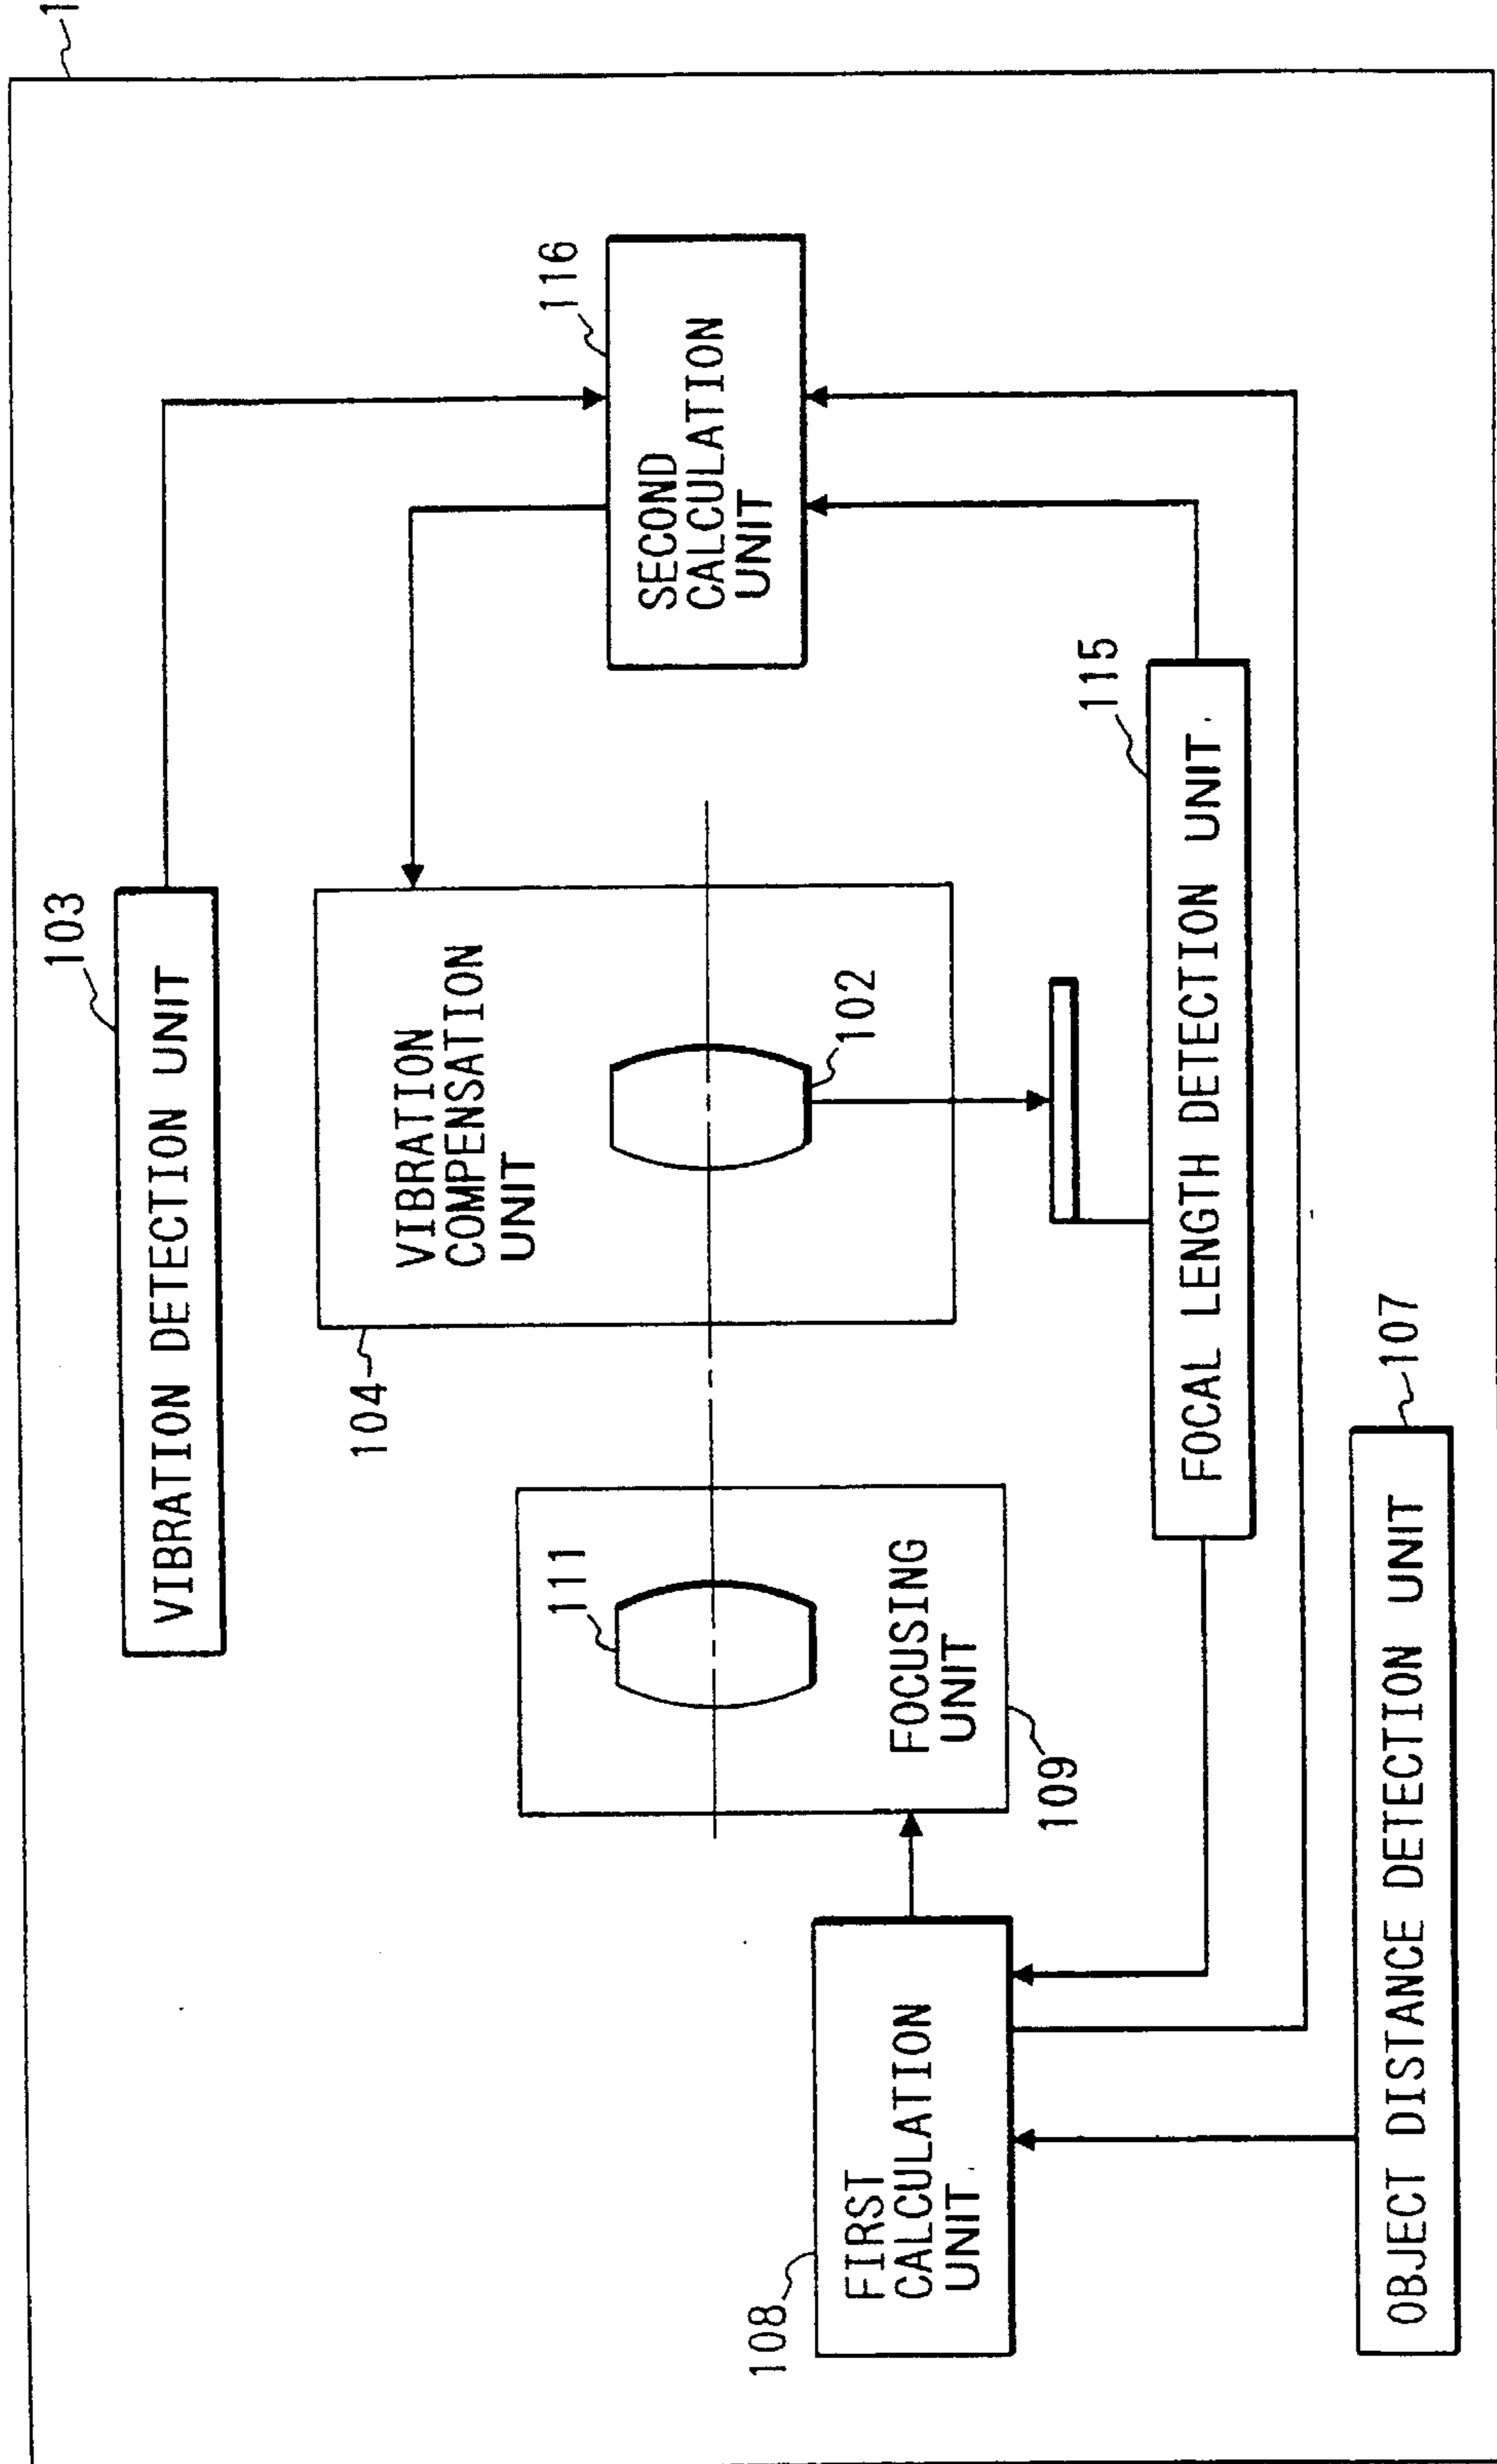 1
103
VIBRATION DETECTION UNIT
104
VIBRATION
COMPENSATION
UNIT
102
116
SECOND
CALCULATION
UNIT
111
FOCUSING
UNIT
109
108
FIRST
CALCULATION
UNIT
115
FOCAL LENGTH DETECTION UNIT
107
OBJECT DISTANCE DETECTION UNIT